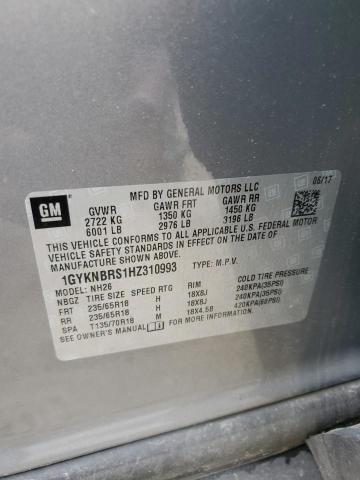 GM
MFD BY GENERAL MOTORS LLC
05/17
GVWR GAWR FRT GAWR RR
2722 KG 1350 KG 1450 KG
6001 LB 2976 LB 3196 LB
THIS VEHICLE CONFORMS TO ALL APPLICABLE U.S. FEDERAL MOTOR
VEHICLE SAFETY STANDARDS IN EFFECT ON THE DATE OF
MANUFACTURE SHOWN ABOVE.
1GYKNBRS1HZ310993 TYPE: M.P.V.
MODEL: NH26
NBGZ TIRE SIZE SPEED RTG RIM COLD TIRE PRESSURE
FRT 235/65R18 H 18X8J 240KPA(35PSI)
RR 235/65R18 H 18X8J 240KPA(35PSI)
SPA T135/70R18 M 18X4.5B 420KPA(60PSI)
SEE OWNER'S MANUAL FOR ADDITIONAL INFORMATION